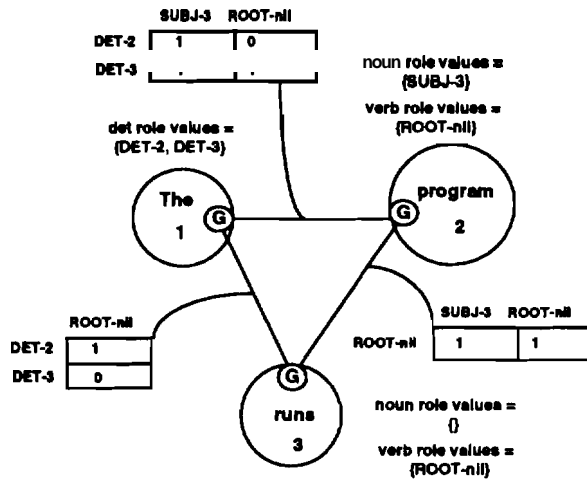 SUBJ-3 ROOT-nil
DET-2 1 0
DET-3 . .
noun role values =
{SUBJ-3}
verb role values =
{ROOT-nil}
det role values =
{DET-2, DET-3}
The
G
1
program
G
2
ROOT-nil
DET-2 1
DET-3 0
SUBJ-3 ROOT-nil
ROOT-nil 1 1
G
runs
3
noun role values =
{}
verb role values =
{ROOT-nil}